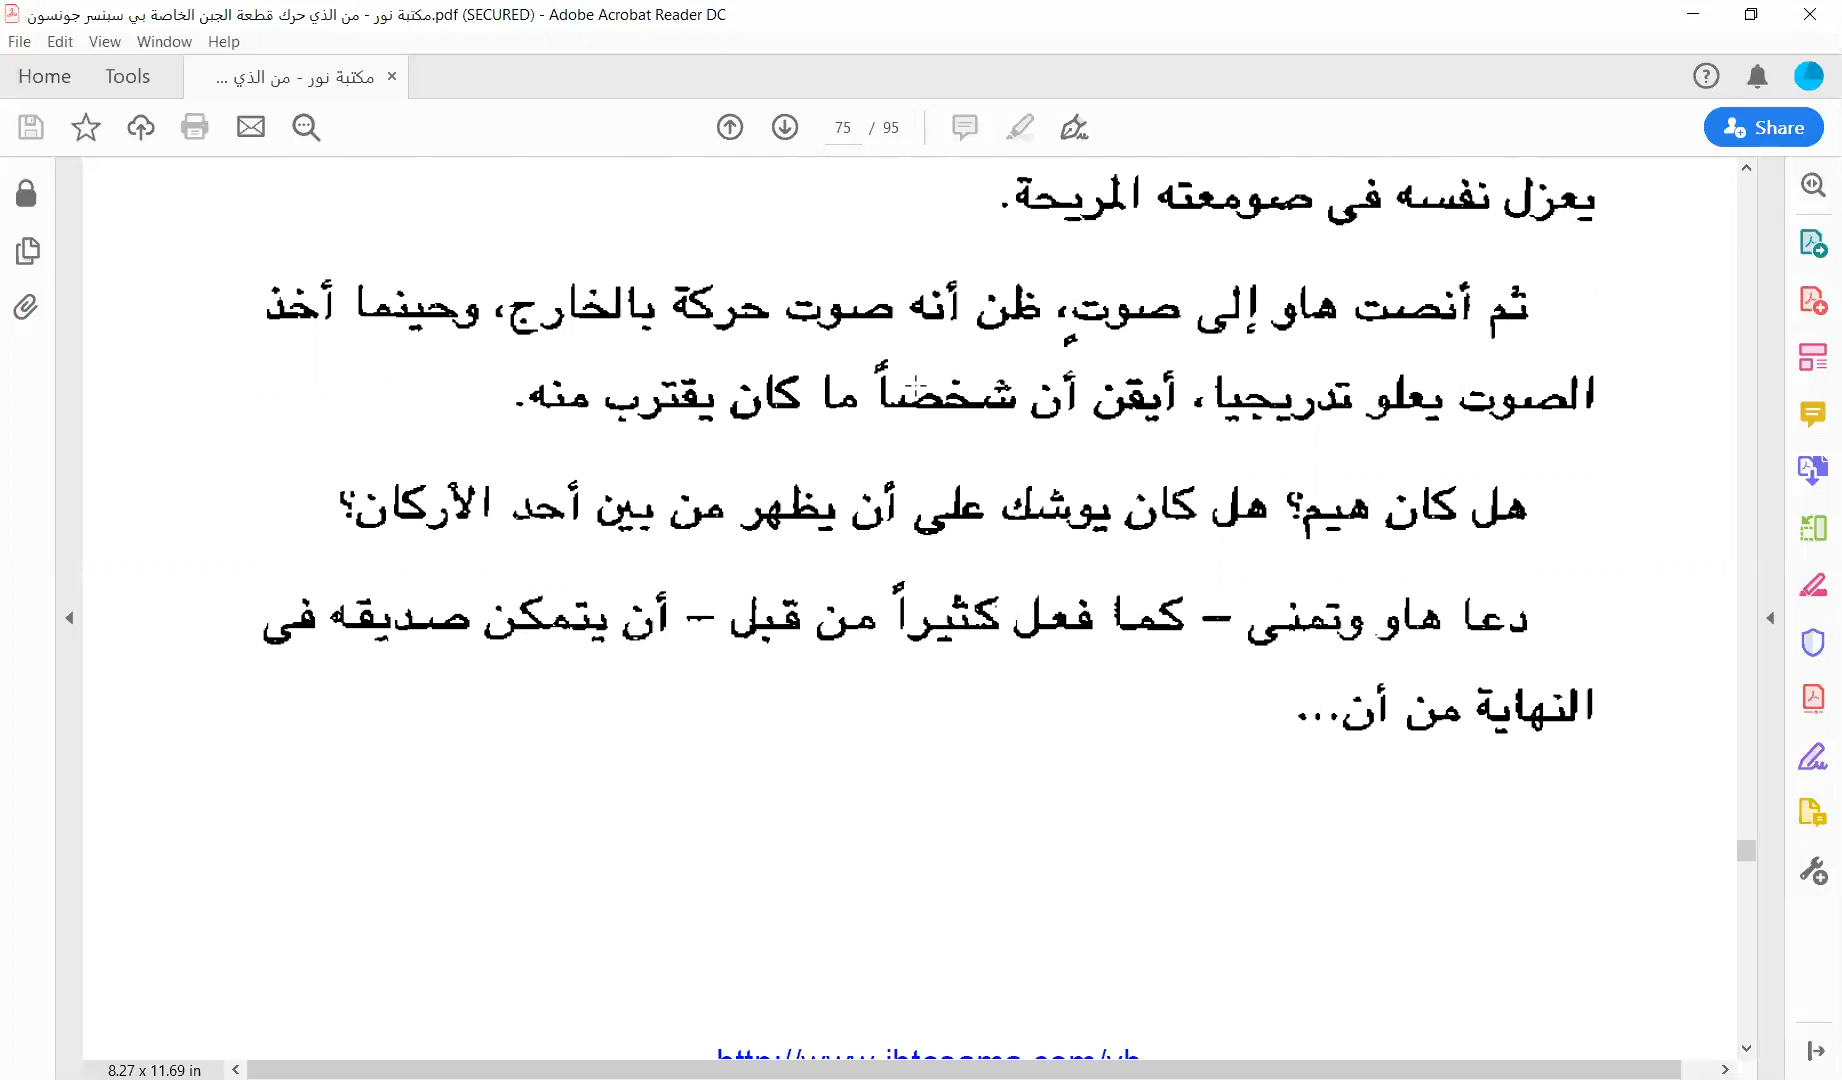 مكتبة نور - من الذي حرك قطعة الجبن الخاصة بي سبنسر جونسون.pdf (SECURED) - Adobe Acrobat Reader DC
File Edit View Window Help
Home Tools مكتبة نور - من الذي ...
75 / 95
Share
يعزل نفسه فى صومعته المريحة.
ثم أنصت هاو إلى صوتٍ، ظن أنه صوت حركة بالخارج، وحينما أخذ
الصوت يعلو تدريجيا، أيقن أن شخصاً ما كان يقترب منه.
هل كان هيم؟ هل كان يوشك على أن يظهر من بين أحد الأركان؟
دعا هاو وتمنى – كما فعل كثيراً من قبل – أن يتمكن صديقه فى
النهاية من أن...
8.27 x 11.69 in